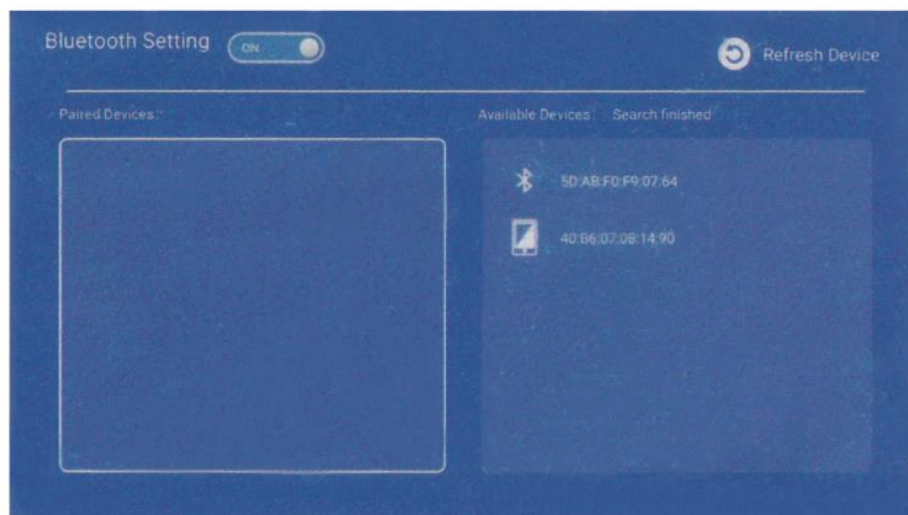 Bluetooth Setting ON
Refresh Device
Paired Devices:
Available Devices: Search finished
5D:AB:F0:F9:07:64
40:B6:07:0B:14:90